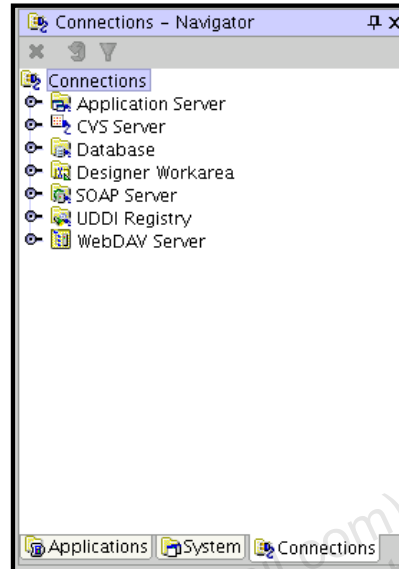 Connections - Navigator
Connections
Application Server
CVS Server
Database
Designer Workarea
SOAP Server
UDDI Registry
WebDAV Server
Applications System Connections
com)